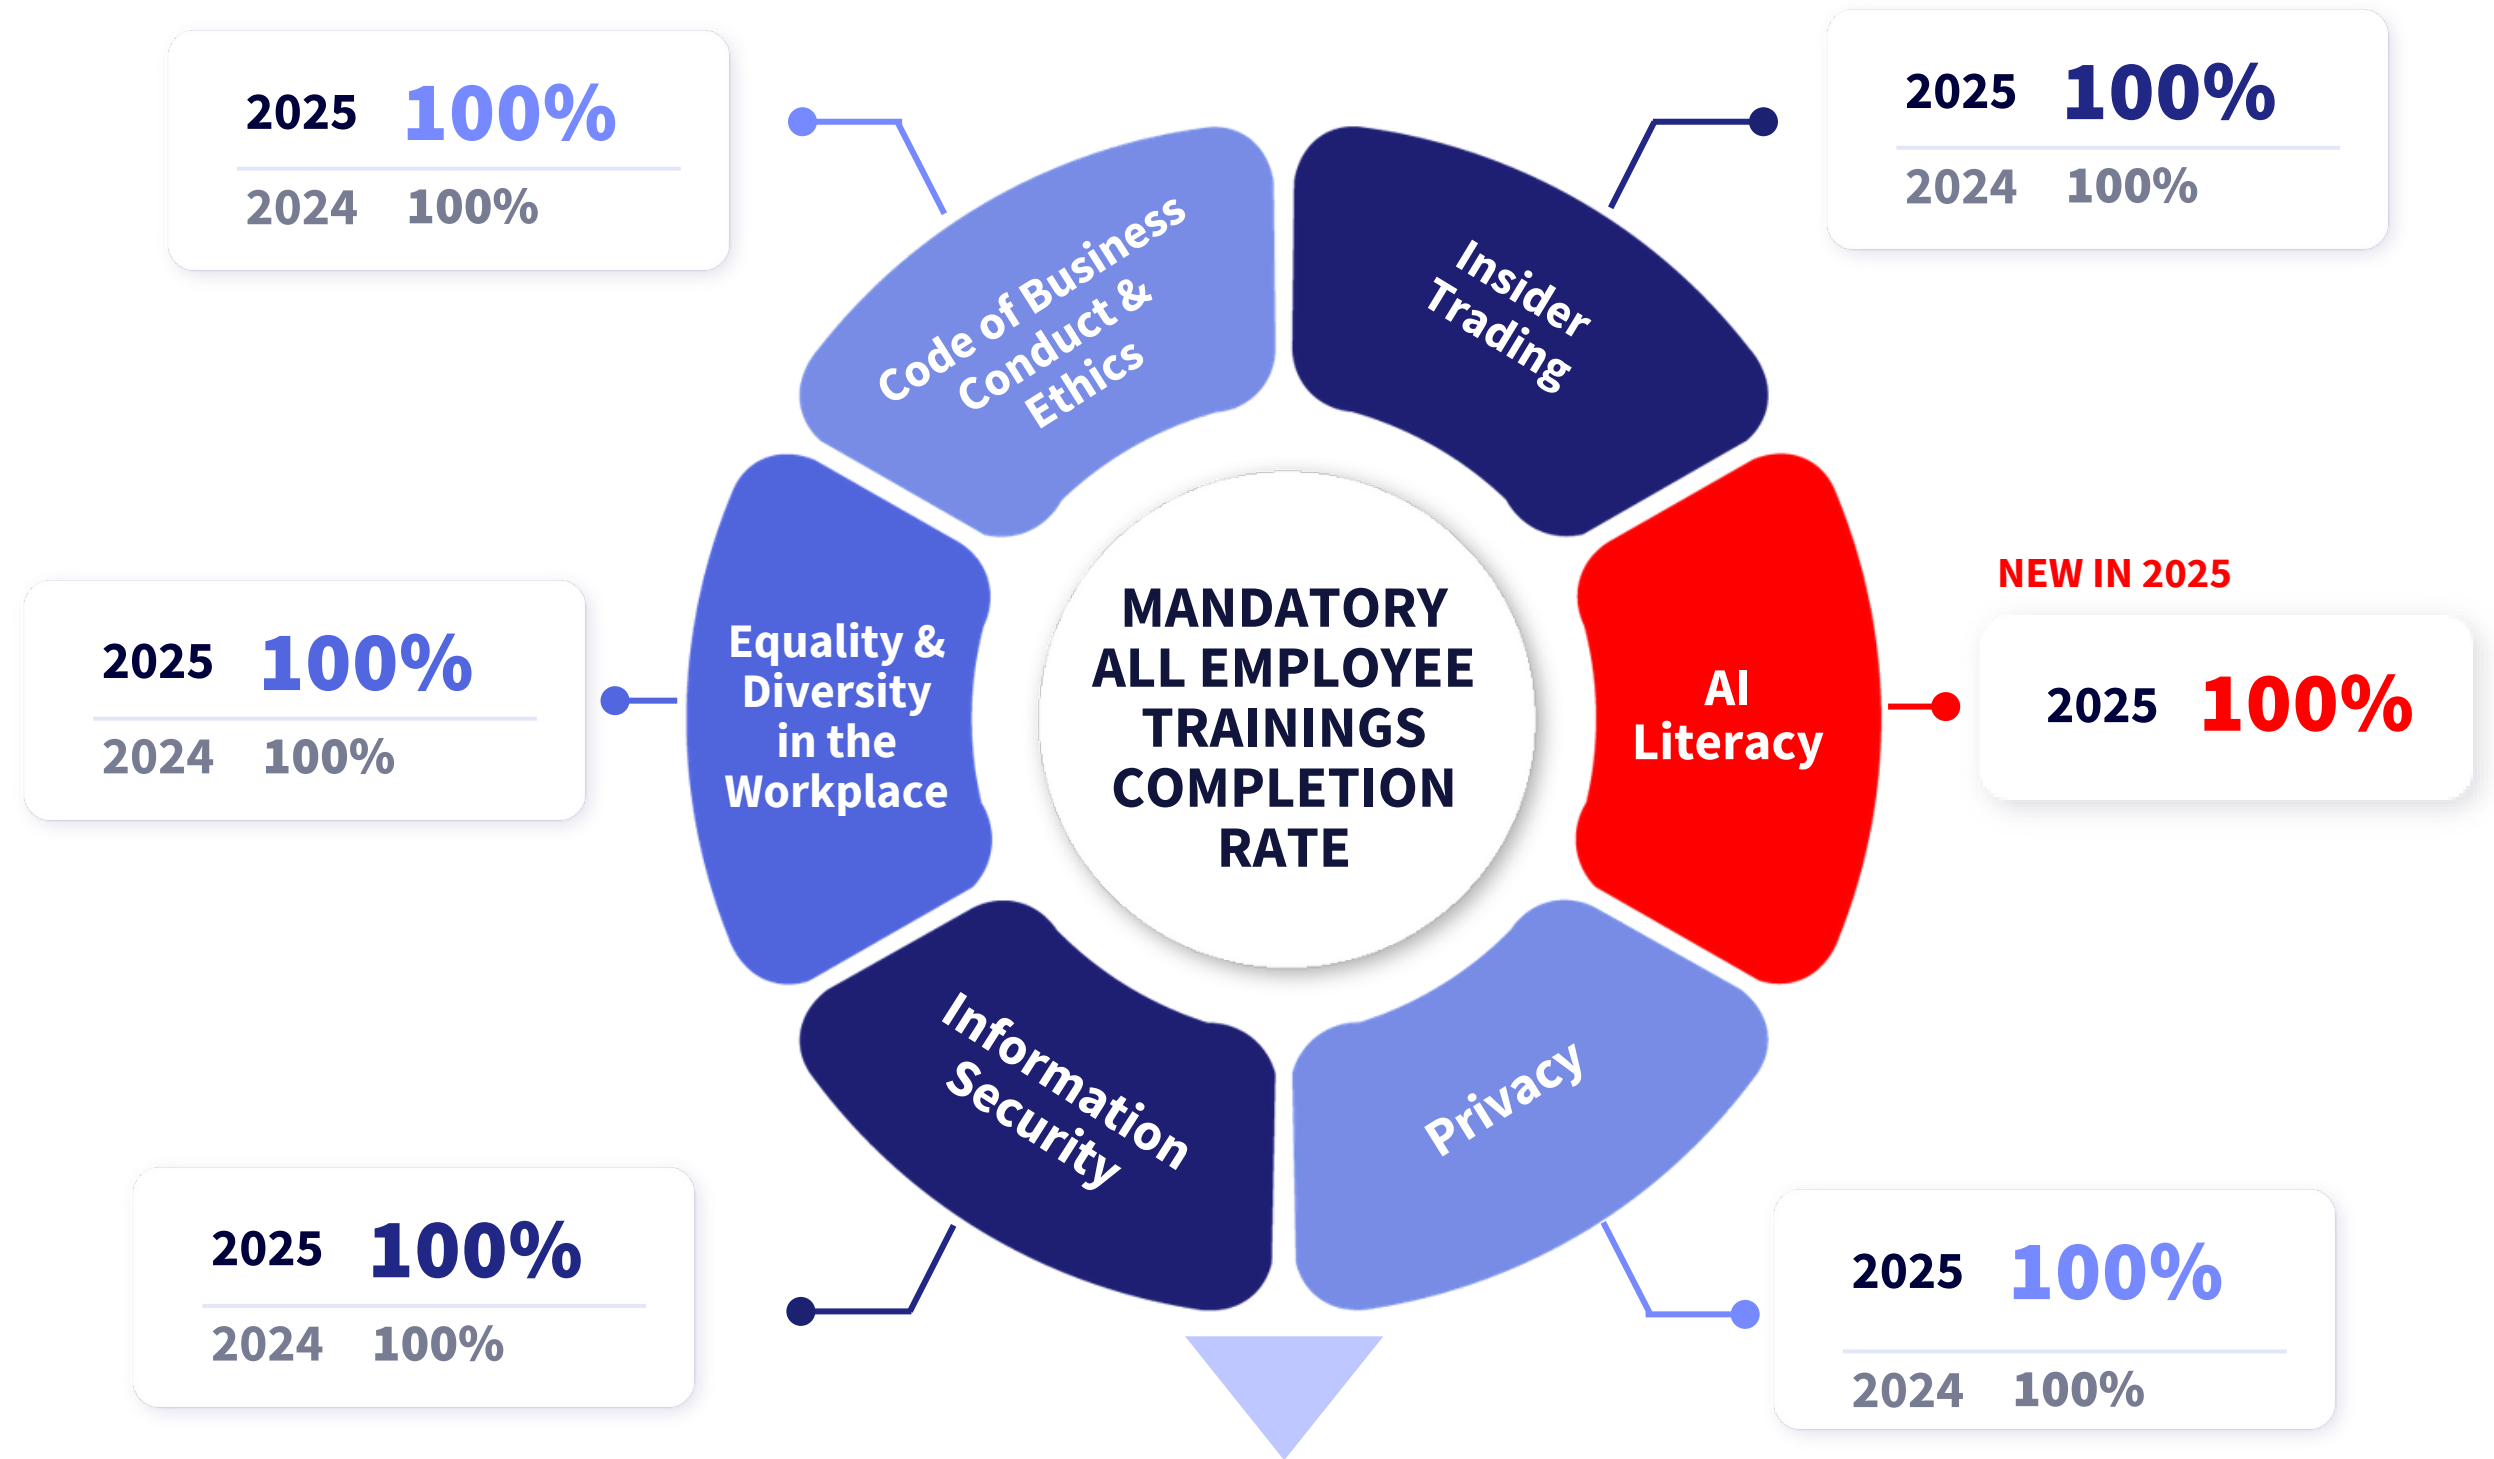 2025 100%
2024 100%
2025 100%
2024 100%
Code of Business
Conduct &
Ethics
Insider
Trading
NEW IN 2025
2025 100%
2024 100%
Equality &
Diversity
in the
Workplace
MANDATORY
ALL EMPLOYEE
TRAININGS
COMPLETION
RATE
AI
Literacy
2025 100%
Information
Security
Privacy
2025 100%
2024 100%
2025 100%
2024 100%